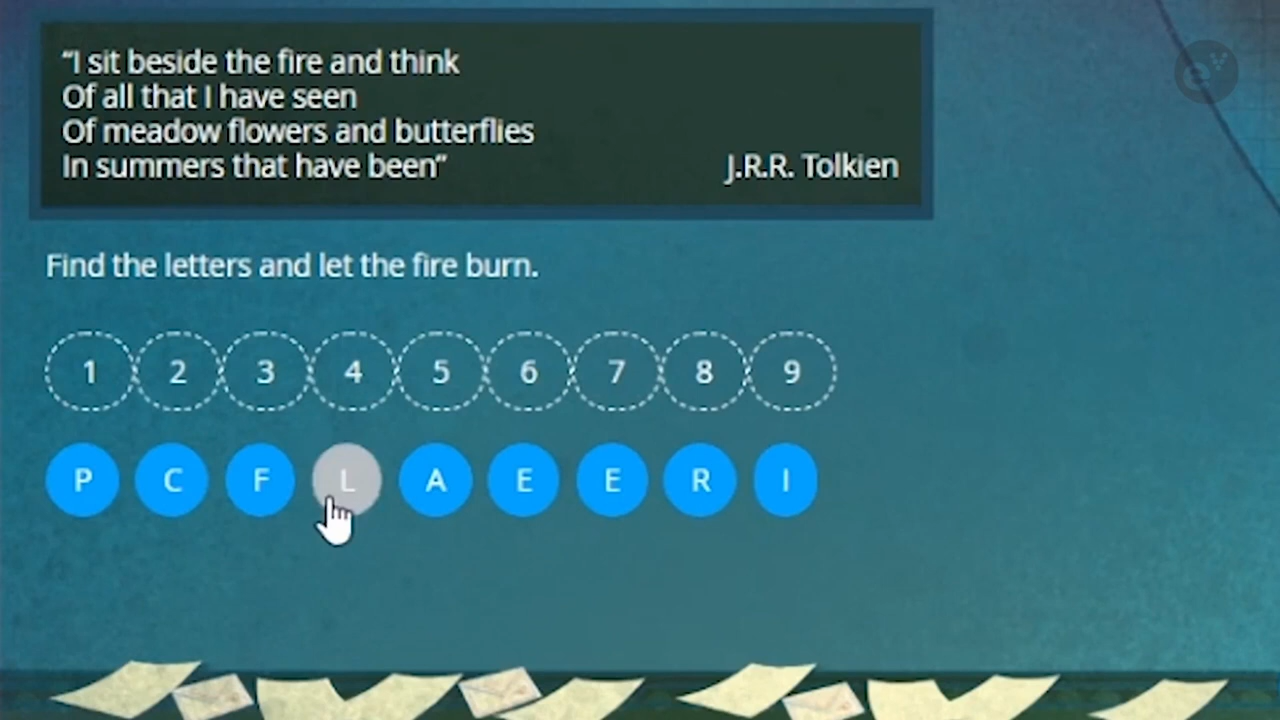 “I sit beside the fire and think
Of all that I have seen
Of meadow flowers and butterflies
In summers that have been”
J.R.R. Tolkien
Find the letters and let the fire burn.
1 2 3 4 5 6 7 8 9
P C F L A E E R I
eV